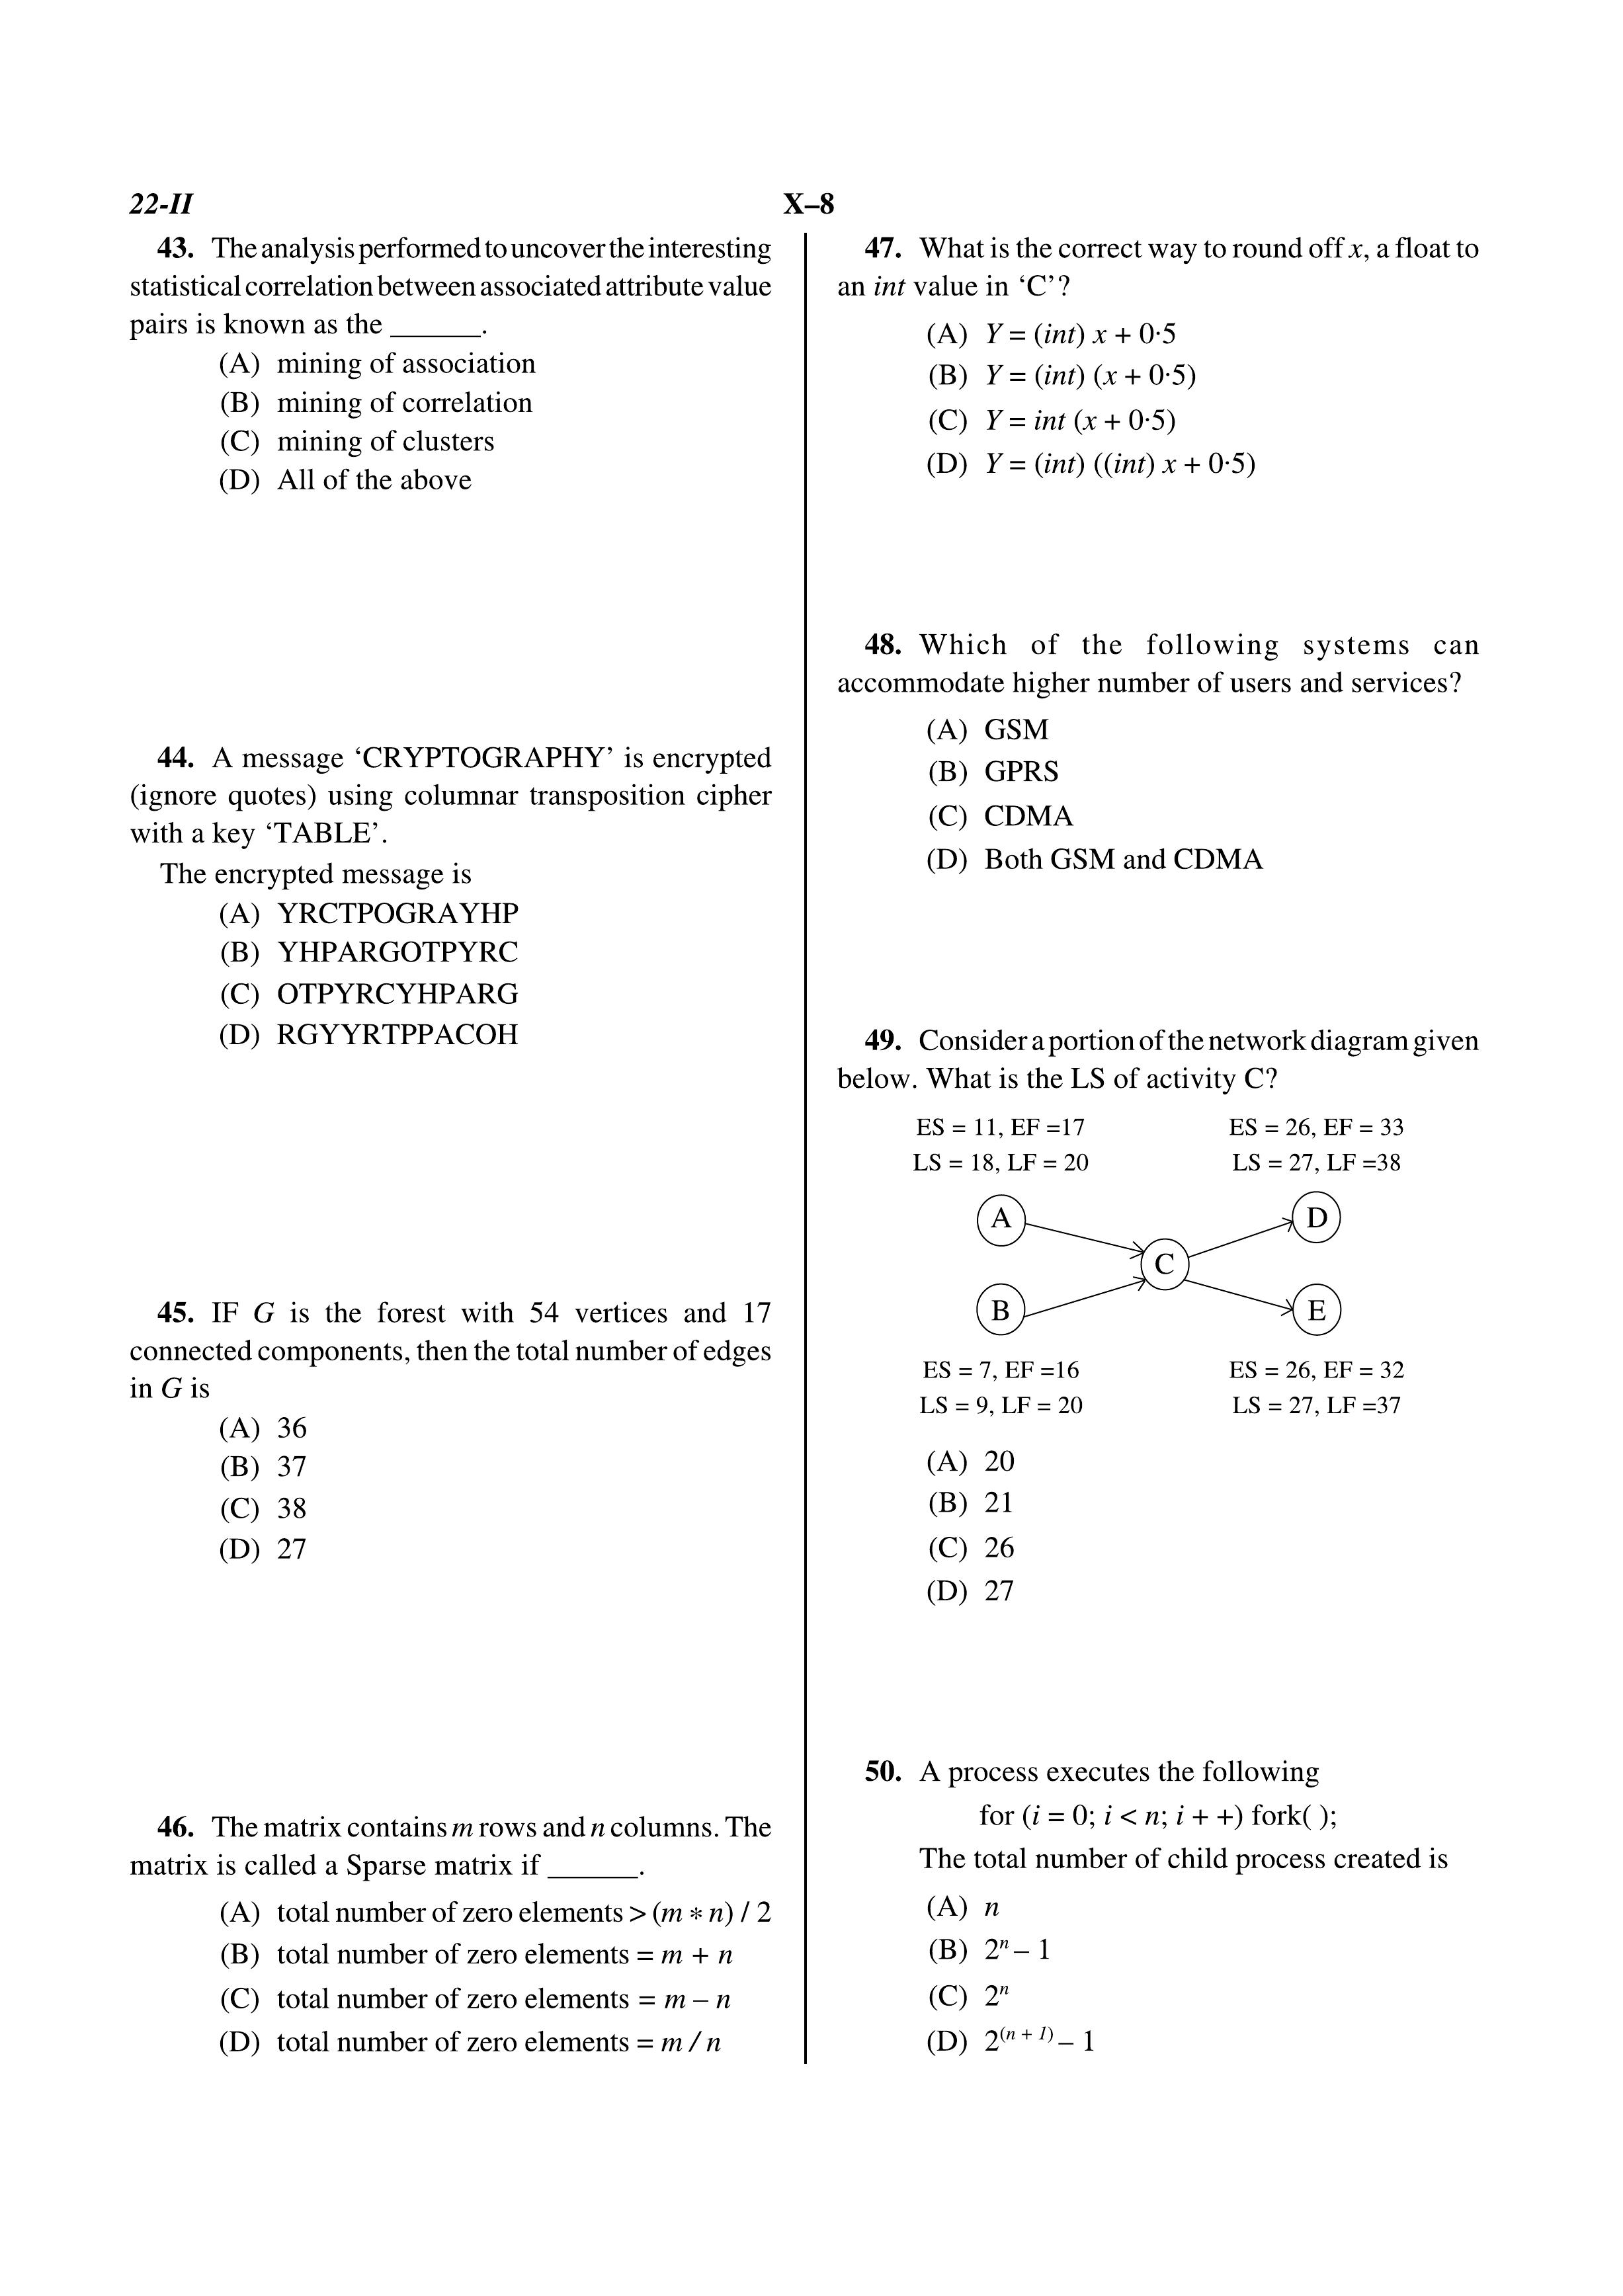 22-II
X–8
43. The analysis performed to uncover the interesting
statistical correlation between associated attribute value
pairs is known as the ______.
(A) mining of association
(B) mining of correlation
(C) mining of clusters
(D) All of the above
44. A message ‘CRYPTOGRAPHY’ is encrypted
(ignore quotes) using columnar transposition cipher
with a key ‘TABLE’.
The encrypted message is
(A) YRCTPOGRAYHP
(B) YHPARGOTPYRC
(C) OTPYRCYHPARG
(D) RGYYRTPPACOH
45. IF G is the forest with 54 vertices and 17
connected components, then the total number of edges
in G is
(A) 36
(B) 37
(C) 38
(D) 27
46. The matrix contains m rows and n columns. The
matrix is called a Sparse matrix if ______.
(A) total number of zero elements > (m ∗ n) / 2
(B) total number of zero elements = m + n
(C) total number of zero elements = m – n
(D) total number of zero elements = m / n
47. What is the correct way to round off x, a float to
an int value in ‘C’?
(A) Y = (int) x + 0·5
(B) Y = (int) (x + 0·5)
(C) Y = int (x + 0·5)
(D) Y = (int) ((int) x + 0·5)
48. Which of the following systems can
accommodate higher number of users and services?
(A) GSM
(B) GPRS
(C) CDMA
(D) Both GSM and CDMA
49. Consider a portion of the network diagram given
below. What is the LS of activity C?
ES = 11, EF =17
LS = 18, LF = 20
ES = 26, EF = 33
LS = 27, LF =38
A
D
C
B
E
ES = 7, EF =16
LS = 9, LF = 20
ES = 26, EF = 32
LS = 27, LF =37
(A) 20
(B) 21
(C) 26
(D) 27
50. A process executes the following
for (i = 0; i < n; i + +) fork( );
The total number of child process created is
(A) n
(B) 2ⁿ – 1
(C) 2ⁿ
(D) 2⁽ⁿ ⁺ ¹⁾ – 1